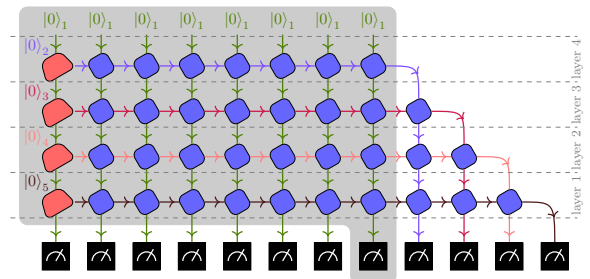 |0⟩₁ |0⟩₁ |0⟩₁ |0⟩₁ |0⟩₁ |0⟩₁ |0⟩₁ |0⟩₁
|0⟩₂
|0⟩₃
|0⟩₄
|0⟩₅
layer 4
layer 3
layer 2
layer 1